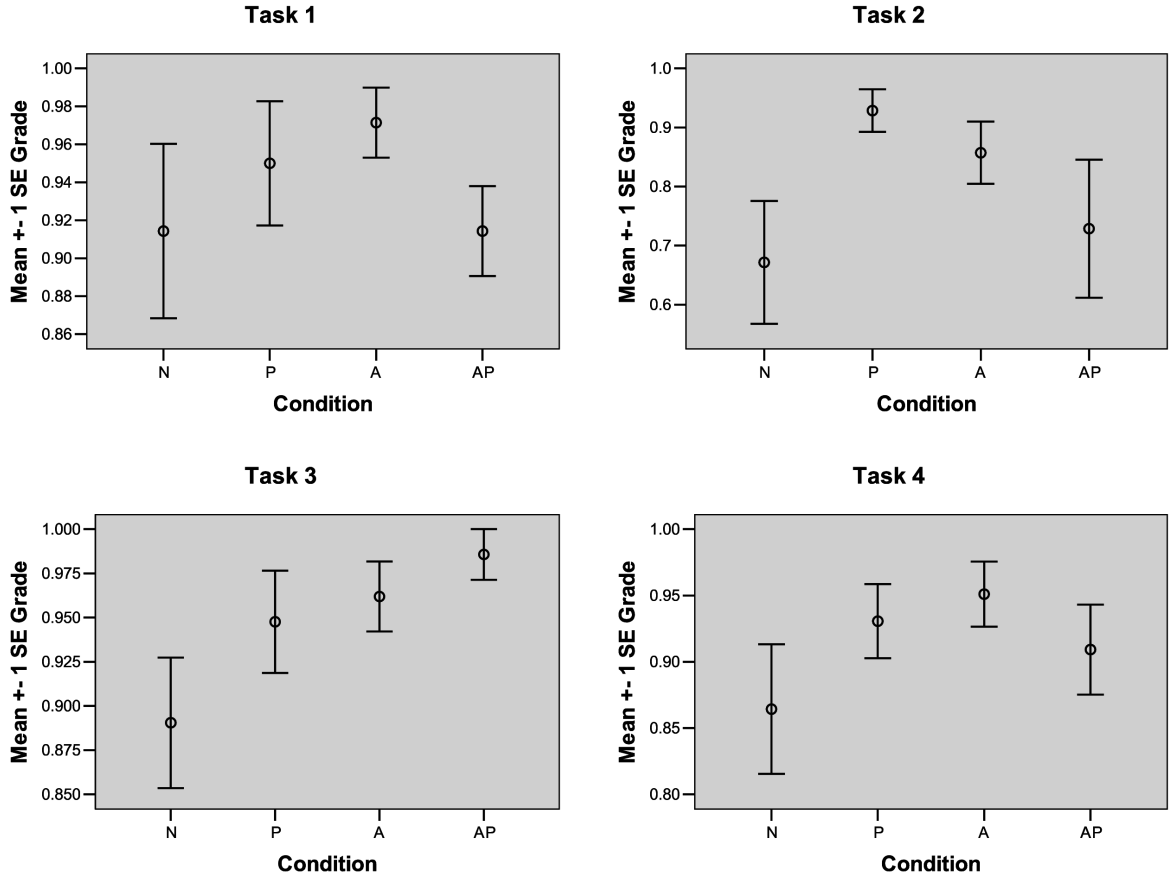 Task 1
Mean +- 1 SE Grade
1.00
0.98
0.96
0.94
0.92
0.90
0.88
0.86
N P A AP
Condition
Task 2
Mean +- 1 SE Grade
1.0
0.9
0.8
0.7
0.6
N P A AP
Condition
Task 3
Mean +- 1 SE Grade
1.000
0.975
0.950
0.925
0.900
0.875
0.850
N P A AP
Condition
Task 4
Mean +- 1 SE Grade
1.00
0.95
0.90
0.85
0.80
N P A AP
Condition